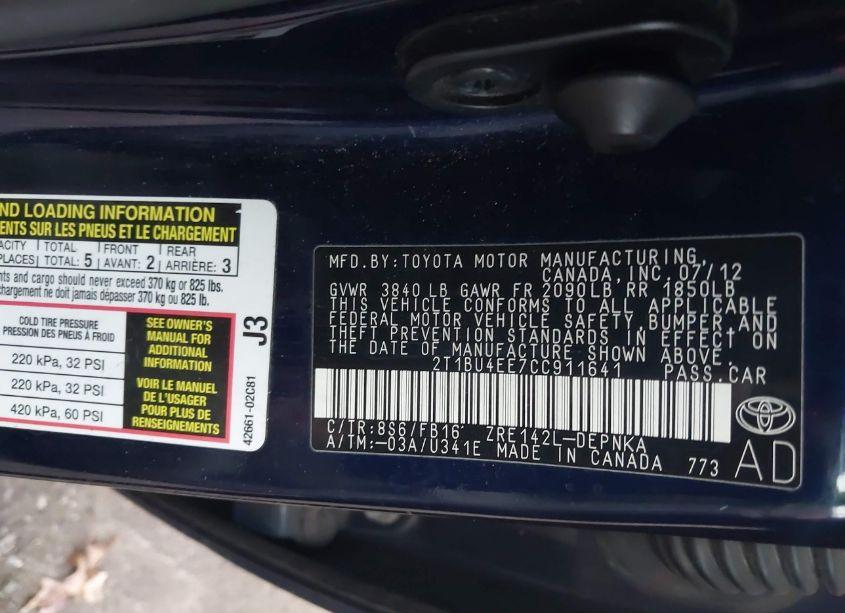 ND LOADING INFORMATION
ENTS SUR LES PNEUS ET LE CHARGEMENT
ACITY TOTAL FRONT REAR
PLACES TOTAL: 5 AVANT: 2 ARRIÈRE: 3
nts and cargo should never exceed 370 kg or 825 lbs.
chargement ne doit jamais dépasser 370 kg ou 825 lb.
COLD TIRE PRESSURE
PRESSION DES PNEUS À FROID
220 kPa, 32 PSI
220 kPa, 32 PSI
420 kPa, 60 PSI
SEE OWNER'S
MANUAL FOR
ADDITIONAL
INFORMATION
VOIR LE MANUEL
DE L'USAGER
POUR PLUS DE
RENSEIGNEMENTS
J3
42661-02C81
MFD.BY:TOYOTA MOTOR MANUFACTURING,
CANADA, INC. 07/12
GVWR 3840 LB GAWR FR 2090LB RR 1850LB
THIS VEHICLE CONFORMS TO ALL APPLICABLE
FEDERAL MOTOR VEHICLE SAFETY, BUMPER, AND
THEFT PREVENTION STANDARDS IN EFFECT ON
THE DATE OF MANUFACTURE SHOWN ABOVE.
2T1BU4EE7CC911641 PASS.CAR
C/TR:8S6/FB16 ZRE142L-DEPNKA
A/TM:-03A/U341E MADE IN CANADA 773
AD